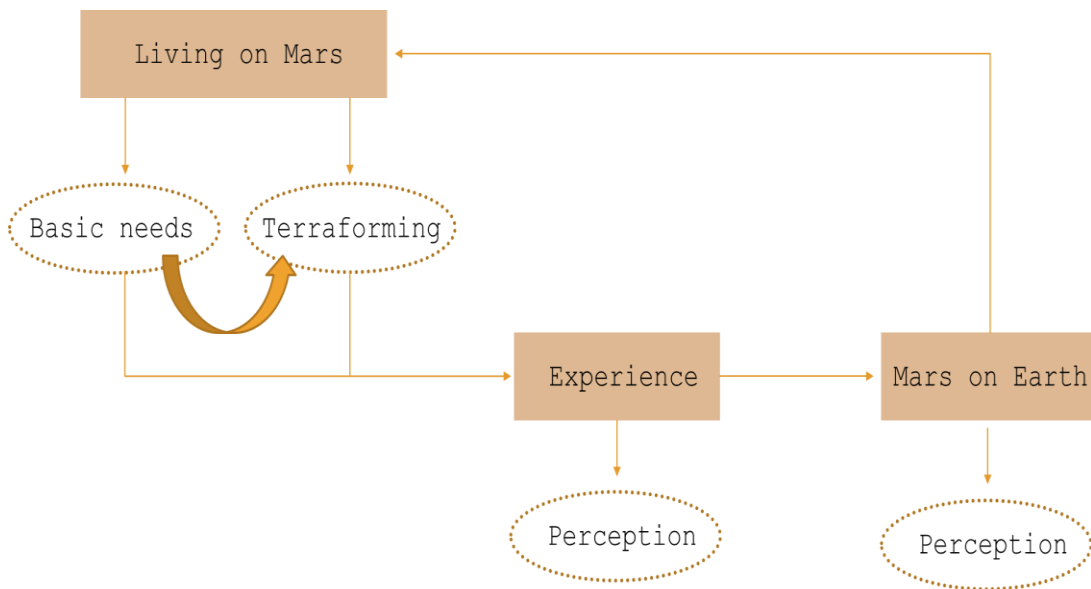 Living on Mars
Basic needs
Terraforming
Experience
Mars on Earth
Perception
Perception